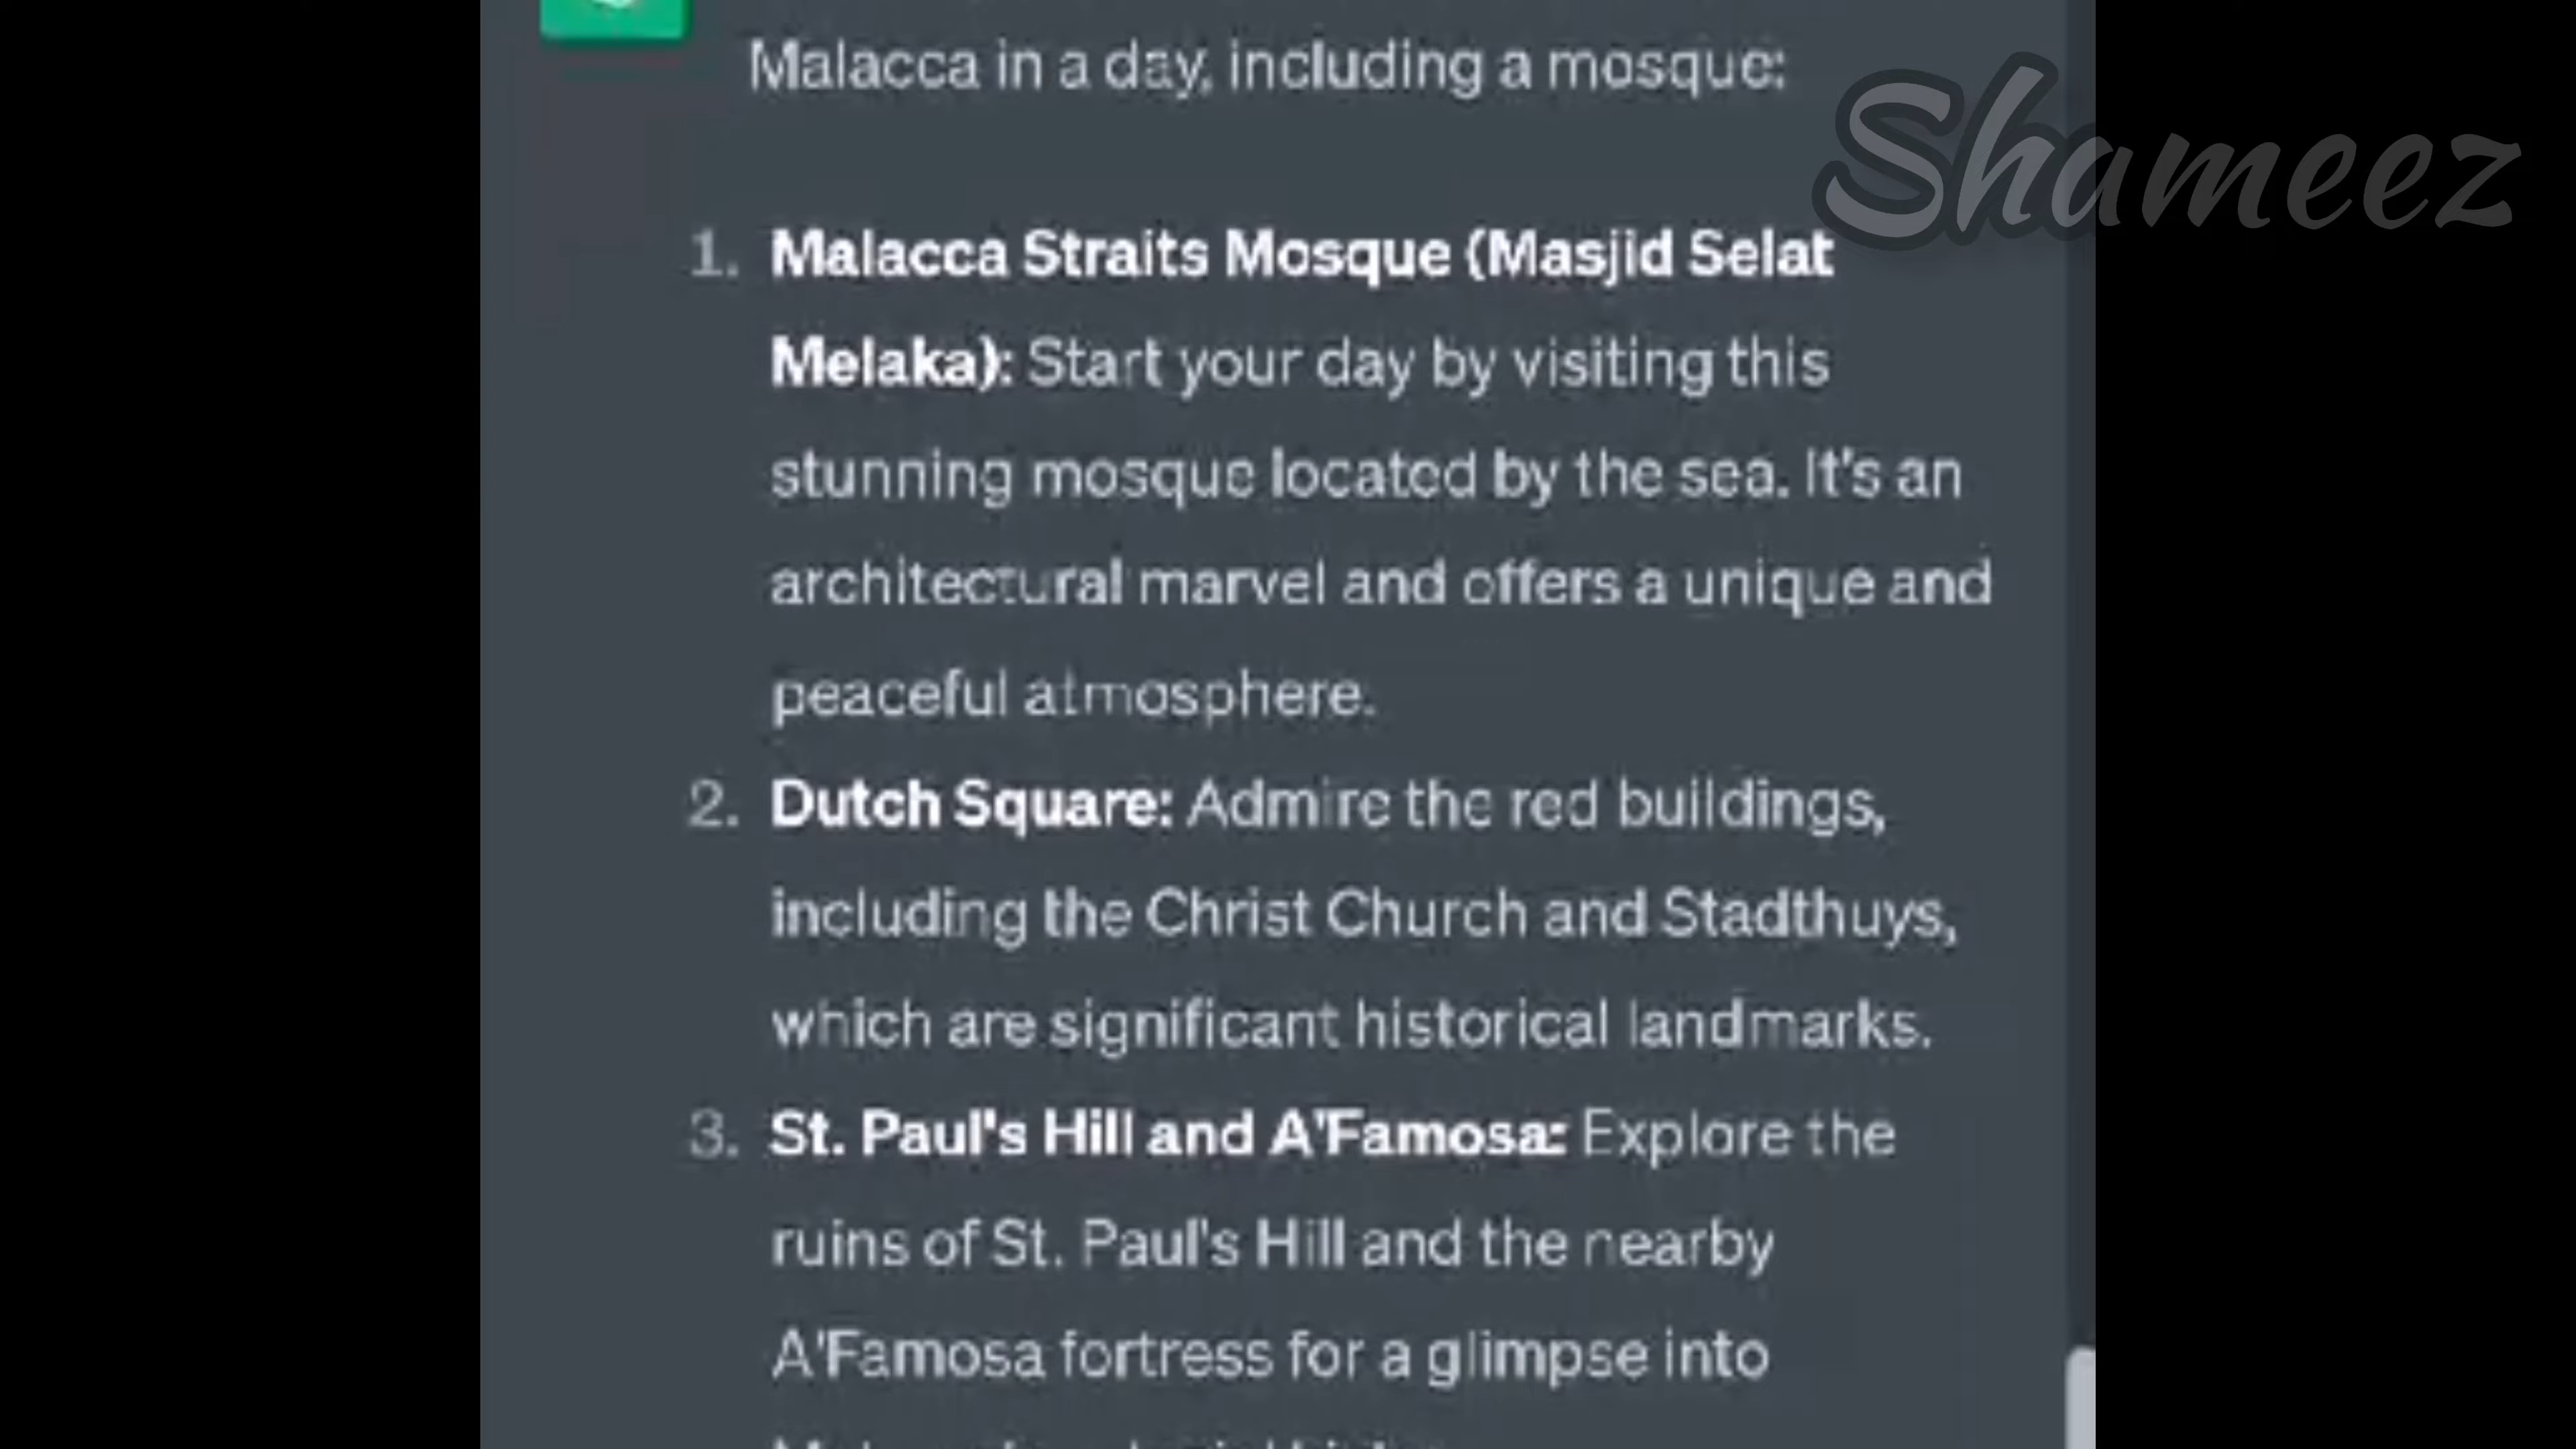 Malacca in a day, including a mosque:
Shameez
1. Malacca Straits Mosque (Masjid Selat
Melaka): Start your day by visiting this
stunning mosque located by the sea. It's an
architectural marvel and offers a unique and
peaceful atmosphere.
2. Dutch Square: Admire the red buildings,
including the Christ Church and Stadthuys,
which are significant historical landmarks.
3. St. Paul's Hill and A'Famosa: Explore the
ruins of St. Paul's Hill and the nearby
A'Famosa fortress for a glimpse into